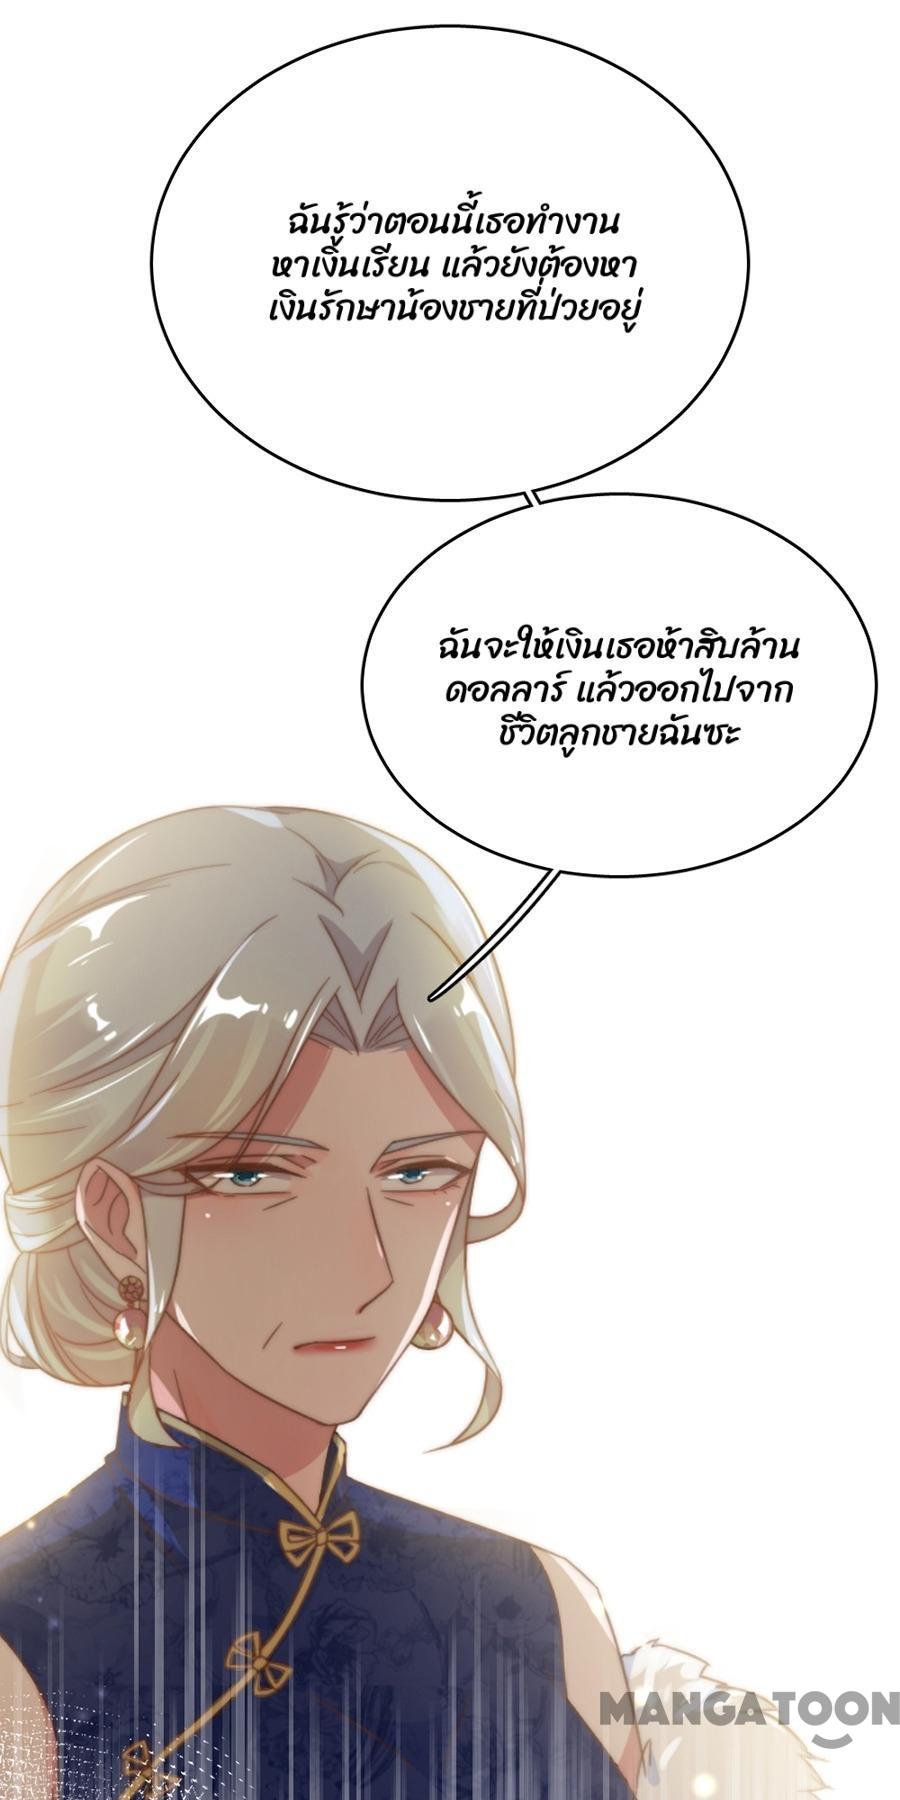 ฉันรู้ว่าตอนนี้เธอทำงาน
หาเงินเรียน แล้วยังต้องหา
เงินรักษาน้องชายที่ป่วยอยู่
ฉันจะให้เงินเธอห้าสิบล้าน
ดอลลาร์ แล้วออกไปจาก
ชีวิตลูกชายฉันซะ
MANGATOON